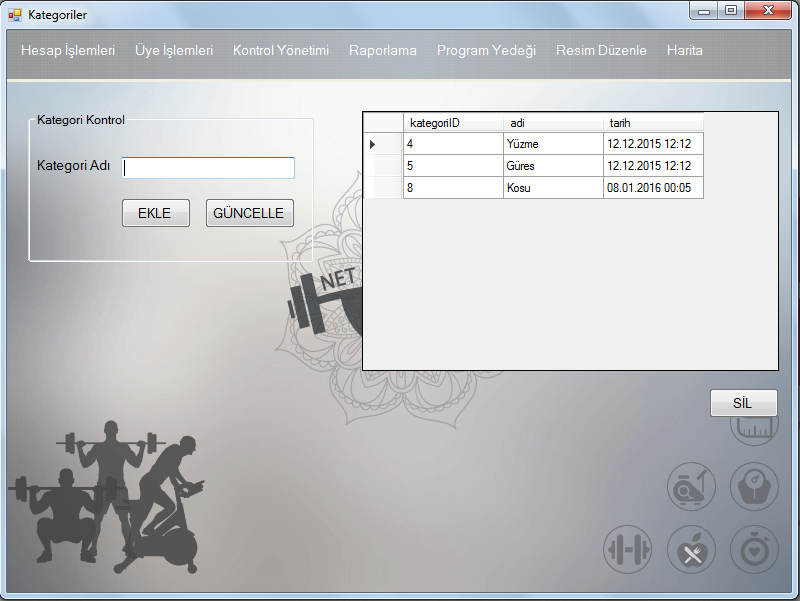 Kategoriler
Hesap İşlemleri Üye İşlemleri Kontrol Yönetimi Raporlama Program Yedeği Resim Düzenle Harita
Kategori Kontrol
Kategori Adı
EKLE GÜNCELLE
kategoriID adi tarih
4 Yüzme 12.12.2015 12:12
5 Güres 12.12.2015 12:12
8 Kosu 08.01.2016 00:05
NET
SİL